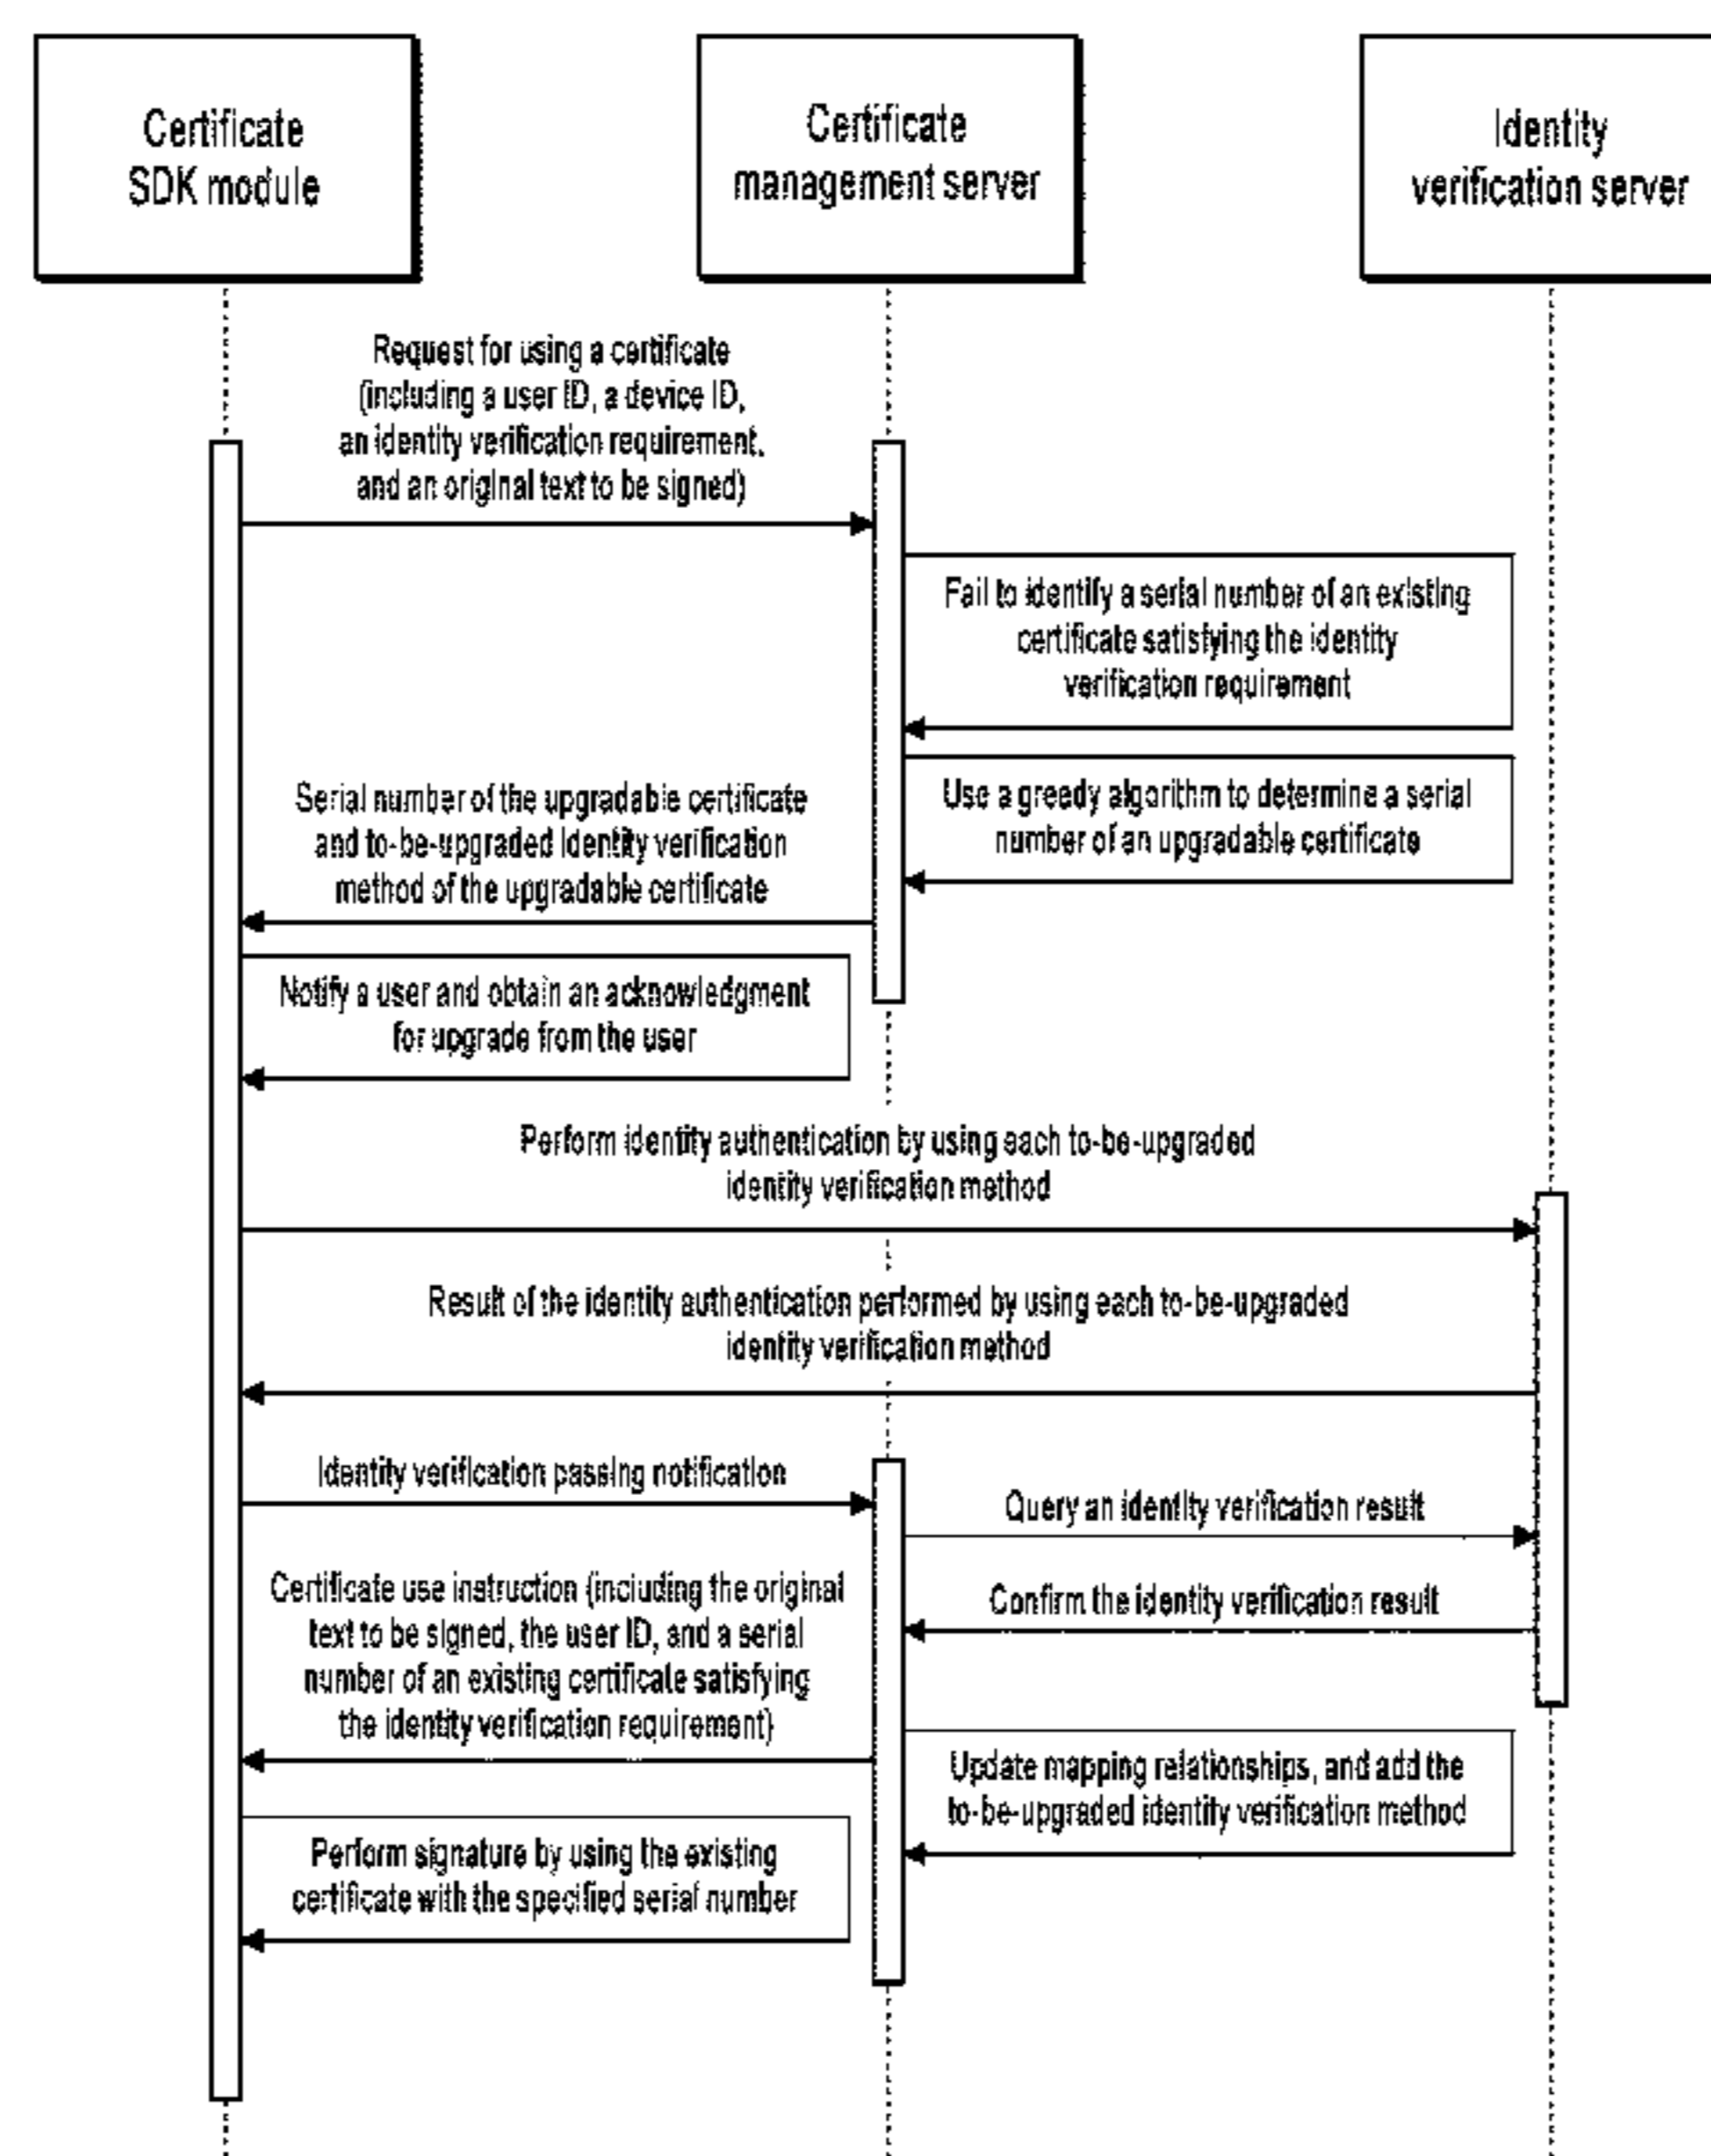 Certificate
SDK module
Certificate
management server
Identity
verification server
Request for using a certificate
(including a user ID, a device ID,
an identity verification requirement,
and an original text to be signed)
Fail to identify a serial number of an existing
certificate satisfying the identity
verification requirement
Use a greedy algorithm to determine a serial
number of an upgradable certificate
Serial number of the upgradable certificate
and to-be-upgraded identity verification
method of the upgradable certificate
Notify a user and obtain an acknowledgment
for upgrade from the user
Perform identity authentication by using each to-be-upgraded
identity verification method
Result of the identity authentication performed by using each to-be-upgraded
identity verification method
Identity verification passing notification
Query an identity verification result
Confirm the identity verification result
Certificate use instruction (including the original
text to be signed, the user ID, and a serial
number of an existing certificate satisfying
the identity verification requirement)
Update mapping relationships, and add the
to-be-upgraded identity verification method
Perform signature by using the existing
certificate with the specified serial number